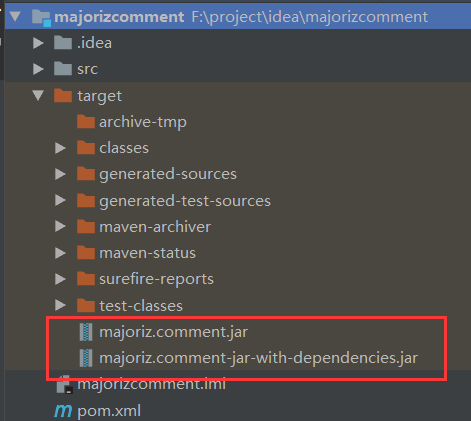 majorizcomment F:\project\idea\majorizcomment
.idea
src
target
archive-tmp
classes
generated-sources
generated-test-sources
maven-archiver
maven-status
surefire-reports
test-classes
majoriz.comment.jar
majoriz.comment-jar-with-dependencies.jar
majorizcomment.iml
pom.xml